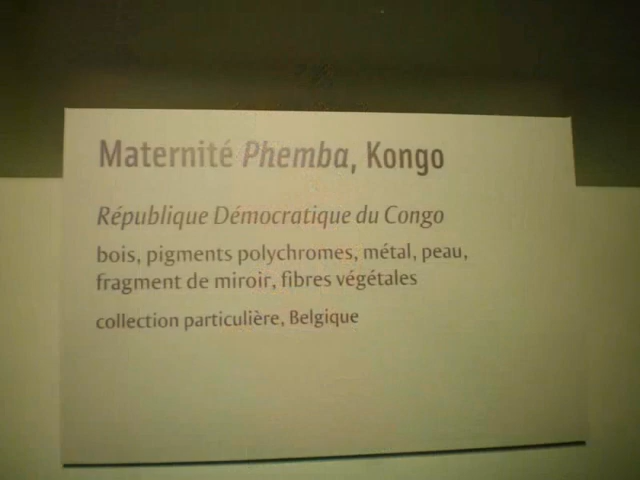 Maternité Phemba, Kongo
République Démocratique du Congo
bois, pigments polychromes, métal, peau,
fragment de miroir, fibres végétales
collection particulière, Belgique